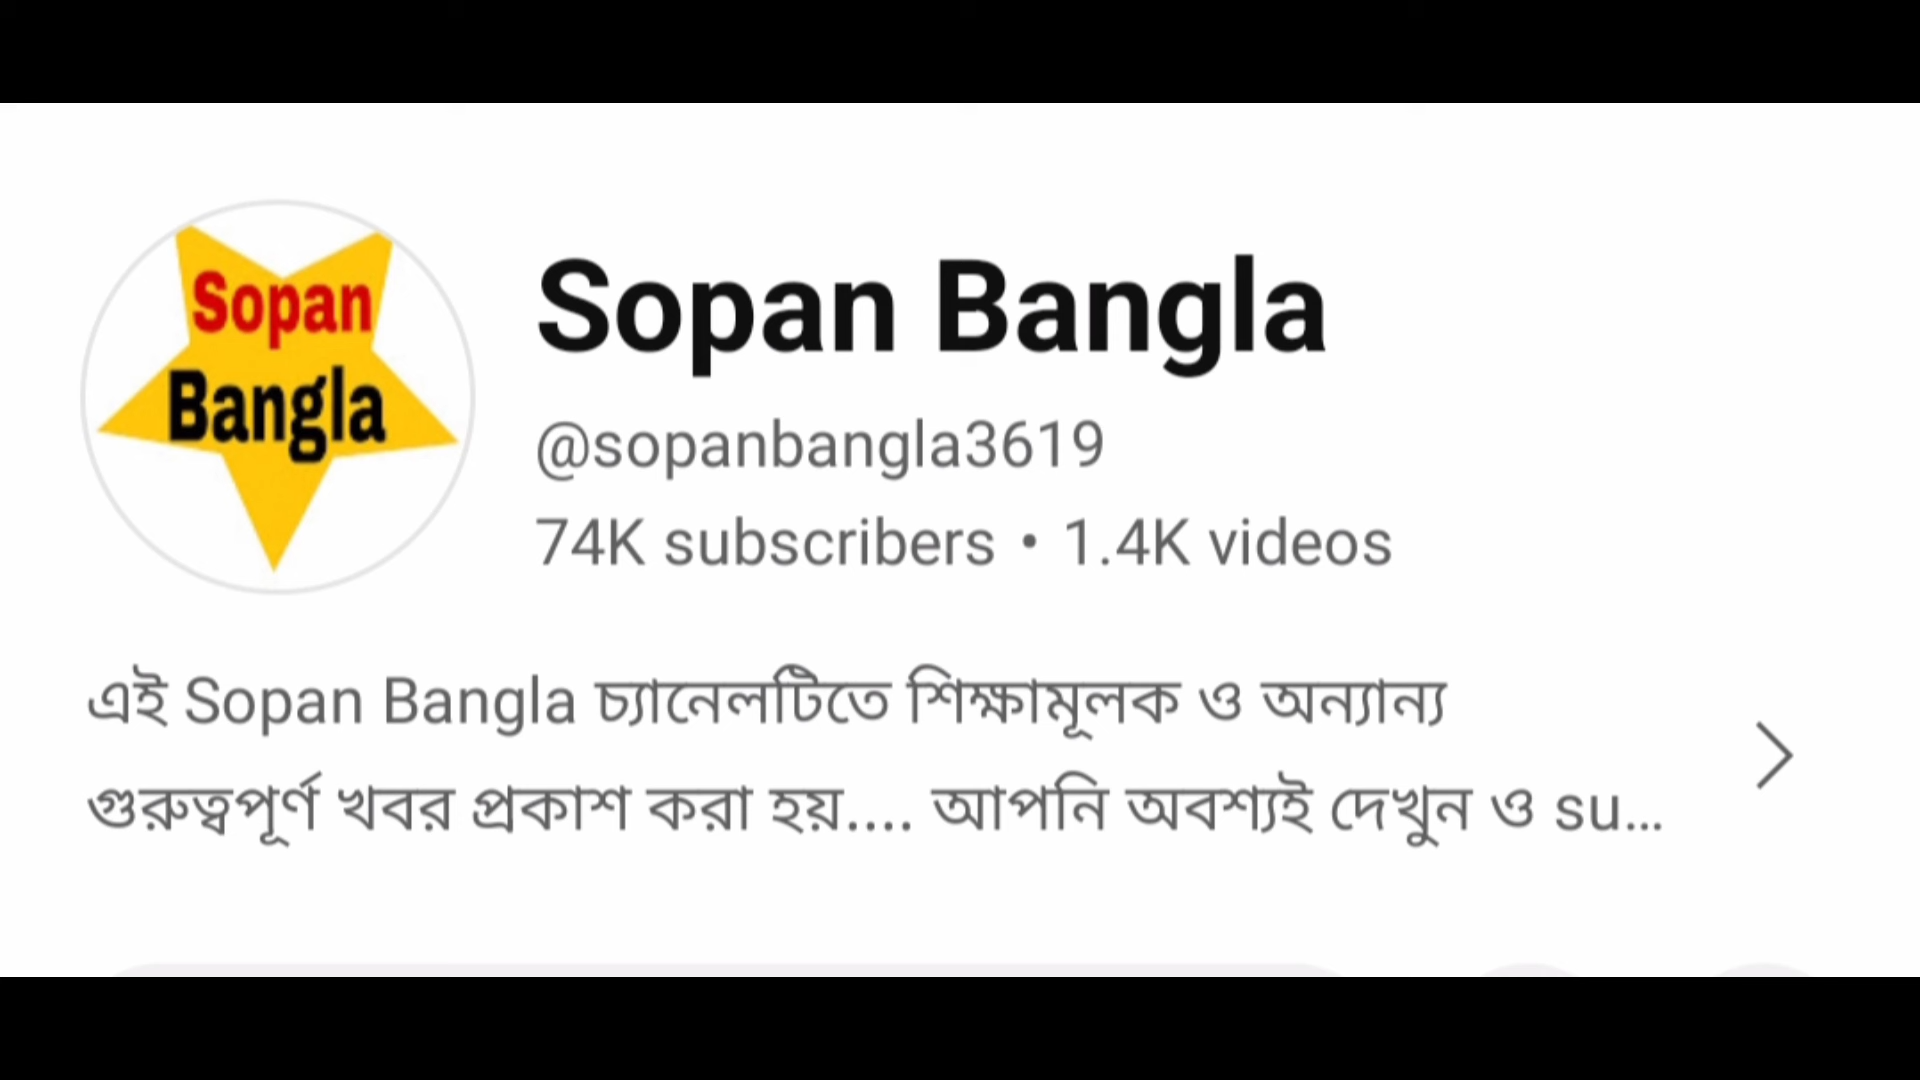 Sopan
Bangla
Sopan Bangla
@sopanbangla3619
74K subscribers • 1.4K videos
এই Sopan Bangla চ্যানেলটিতে শিক্ষামূলক ও অন্যান্য
গুরুত্বপূর্ণ খবর প্রকাশ করা হয়.... আপনি অবশ্যই দেখুন ও su...